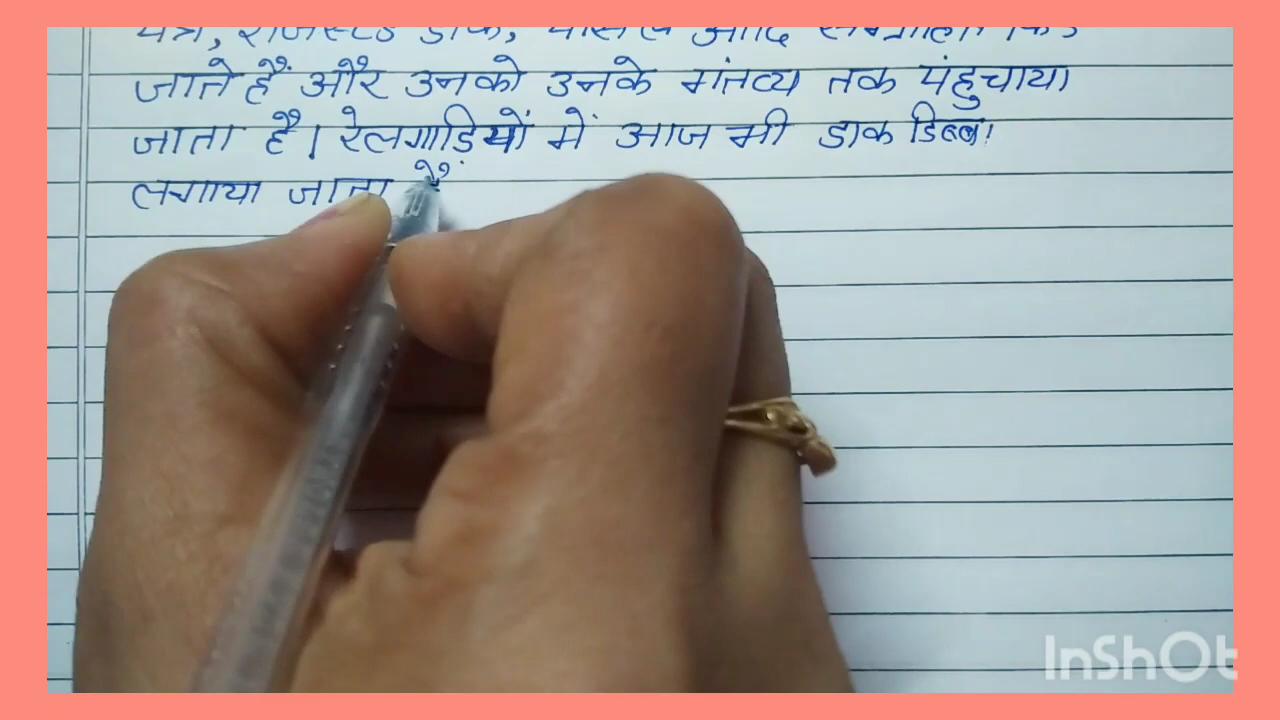 जाते हैं और उनको उनके गंतव्य तक पंहुचाया
जाता है। रेलगाड़ियों में आज भी डाक डिब्बा
लगाया जाता है
InShOt